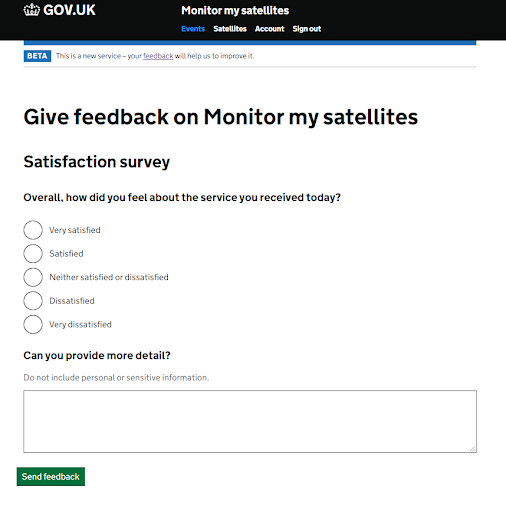 GOV.UK Monitor my satellites
Events Satellites Account Sign out
BETA This is a new service – your feedback will help us to improve it.
Give feedback on Monitor my satellites
Satisfaction survey
Overall, how did you feel about the service you received today?
Very satisfied
Satisfied
Neither satisfied or dissatisfied
Dissatisfied
Very dissatisfied
Can you provide more detail?
Do not include personal or sensitive information.
Send feedback